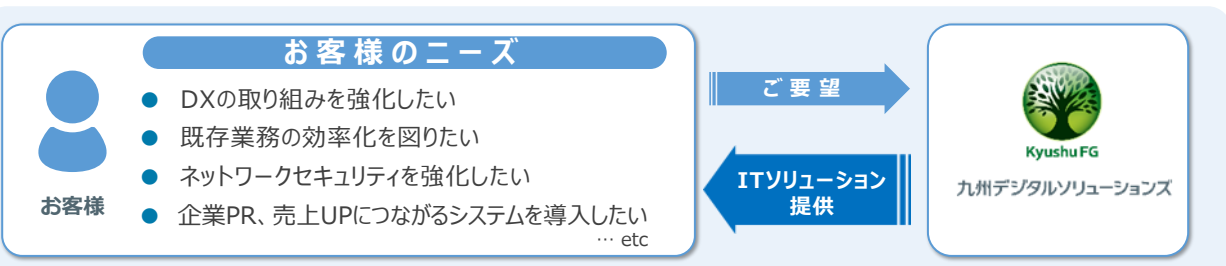 お客様のニーズ
DXの取り組みを強化したい
既存業務の効率化を図りたい
ネットワークセキュリティを強化したい
企業PR、売上UPにつながるシステムを導入したい
… etc
お客様
ご要望
ITソリューション
提供
Kyushu FG
九州デジタルソリューションズ